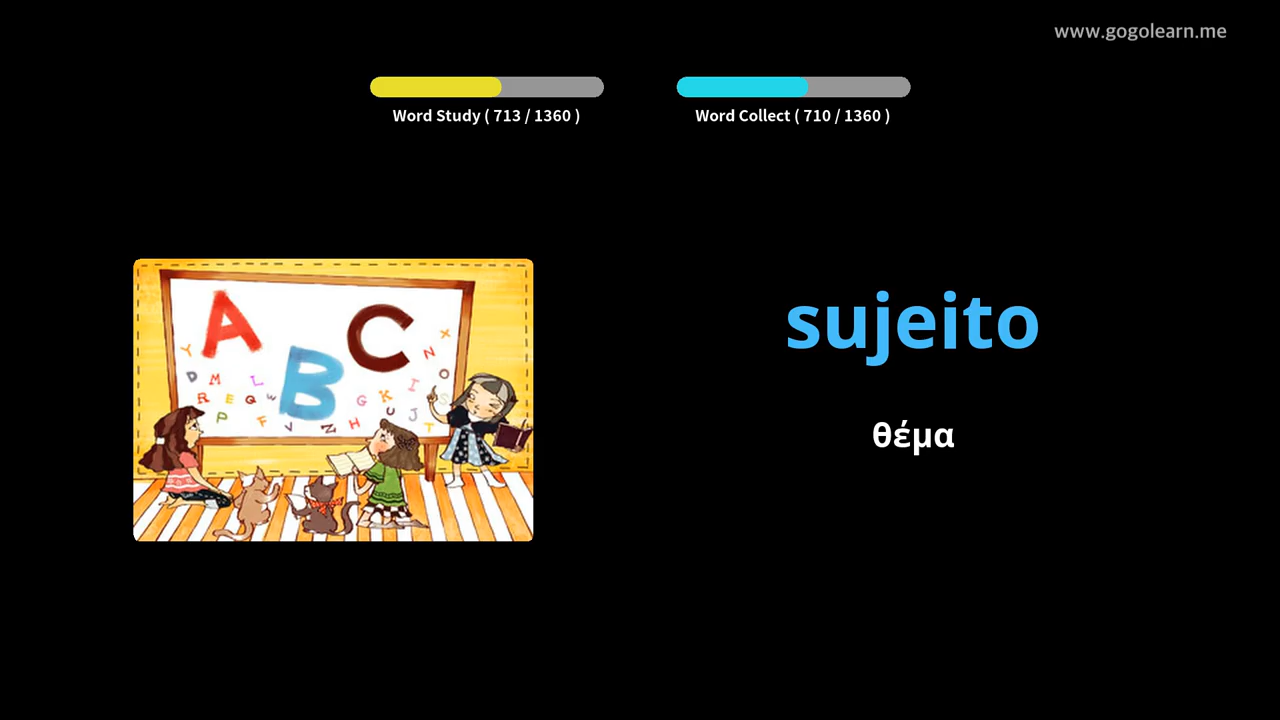 www.gogolearn.me
Word Study ( 713 / 1360 )
Word Collect ( 710 / 1360 )
sujeito
θέμα
A
B
C
Y
D
M
L
X
N
O
R
E
Q
W
G
K
I
S
P
F
V
Z
H
U
J
T